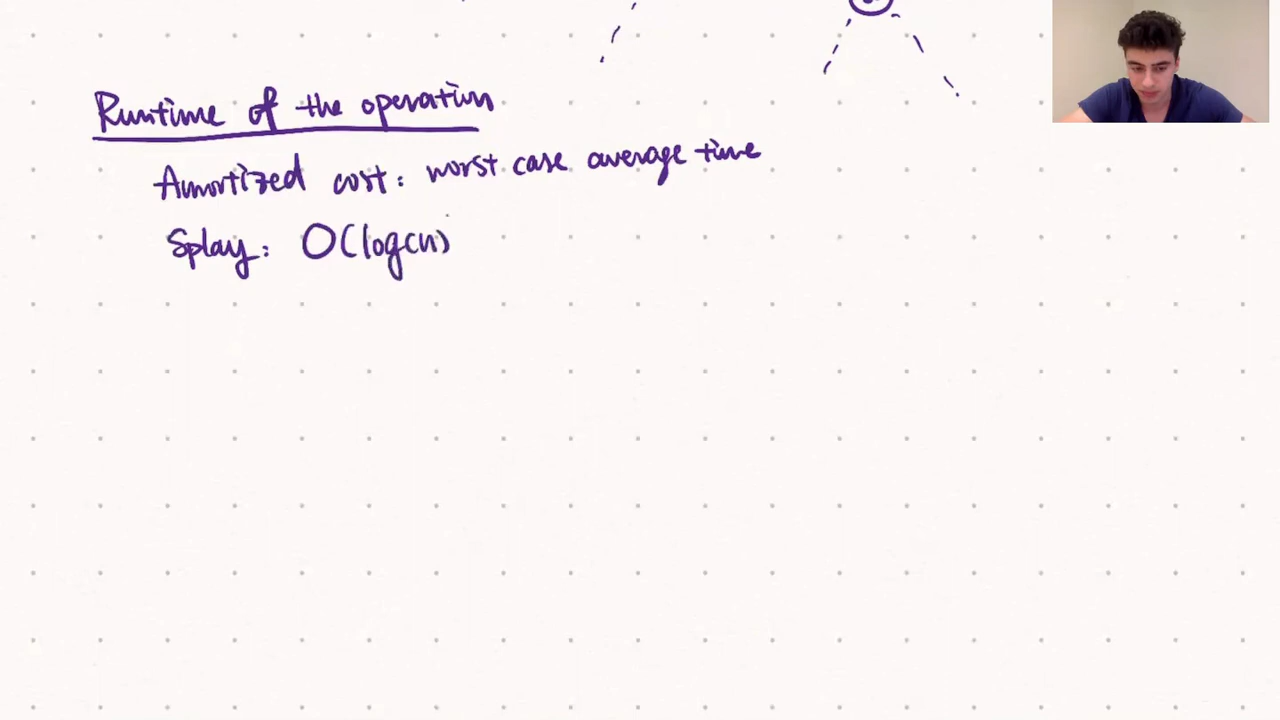 Runtime of the operation
Amortized cost: worst case average time
Splay: O(log(n)